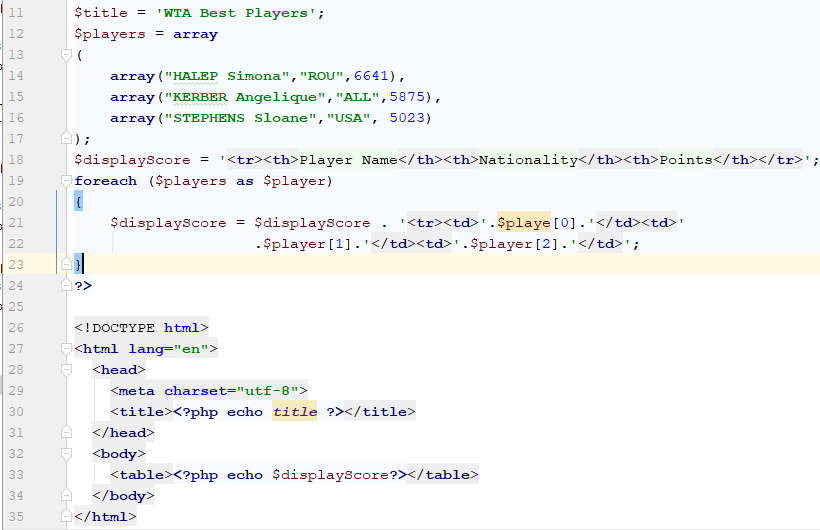 11 $title = 'WTA Best Players';
12 $players = array
13 (
14 array("HALEP Simona","ROU",6641),
15 array("KERBER Angelique","ALL",5875),
16 array("STEPHENS Sloane","USA", 5023)
17 );
18 $displayScore = '<tr><th>Player Name</th><th>Nationality</th><th>Points</th></tr>';
19 foreach ($players as $player)
20 {
21 $displayScore = $displayScore . '<tr><td>'.$playe[0].'</td><td>'
22 .$player[1].'</td><td>'.$player[2].'</td>';
23 }
24 ?>
25
26 <!DOCTYPE html>
27 <html lang="en">
28 <head>
29 <meta charset="utf-8">
30 <title><?php echo title ?></title>
31 </head>
32 <body>
33 <table><?php echo $displayScore?></table>
34 </body>
35 </html>